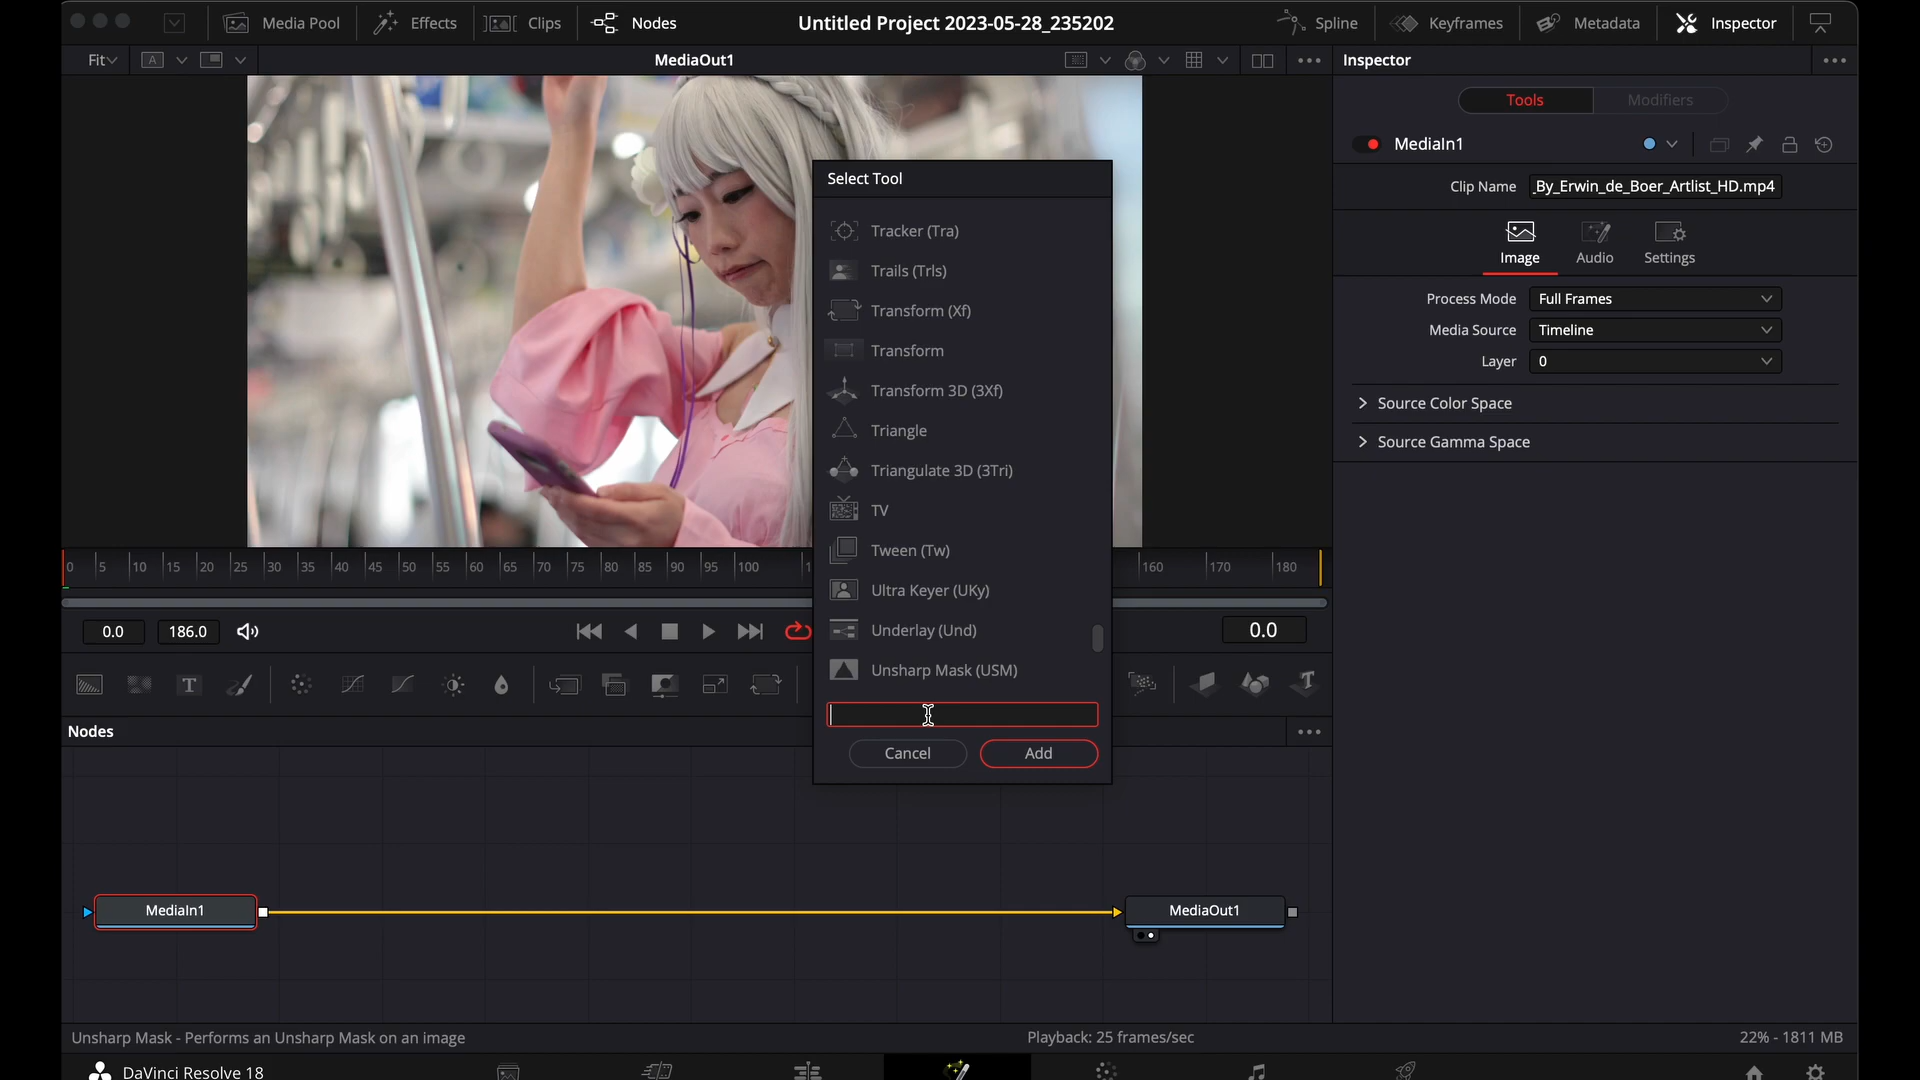 Media Pool
Effects
Clips
Nodes
Untitled Project 2023-05-28_235202
Spline
Keyframes
Metadata
Inspector
Fit
A
MediaOut1
Inspector
Tools
Modifiers
MediaIn1
Clip Name
_By_Erwin_de_Boer_Artlist_HD.mp4
Image
Audio
Settings
Process Mode
Full Frames
Media Source
Timeline
Layer
0
Source Color Space
Source Gamma Space
Select Tool
Tracker (Tra)
Trails (Trls)
Transform (Xf)
Transform
Transform 3D (3Xf)
Triangle
Triangulate 3D (3Tri)
TV
Tween (Tw)
Ultra Keyer (UKy)
Underlay (Und)
Unsharp Mask (USM)
Cancel
Add
0 5 10 15 20 25 30 35 40 45 50 55 60 65 70 75 80 85 90 95 100 160 170 180
0.0
186.0
0.0
T
T
Nodes
MediaIn1
MediaOut1
Unsharp Mask - Performs an Unsharp Mask on an image
Playback: 25 frames/sec
22% - 1811 MB
DaVinci Resolve 18